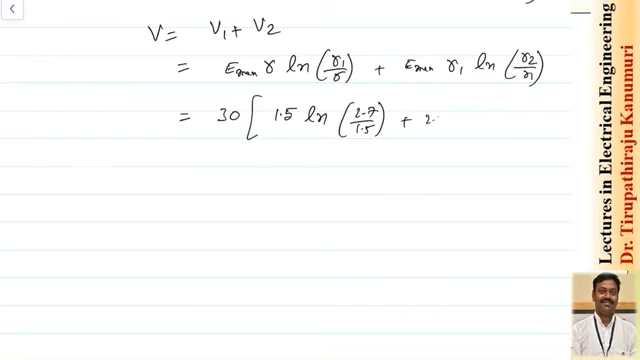 V = V₁ + V₂
= Eₘₐₓ r ln(r₁/r) + Eₘₐₓ r₁ ln(r₂/r₁)
= 30 [ 1.5 ln (2.7/1.5) + 2.
Lectures in Electrical Engineering
Dr. Tirupathiraju Kanumuri